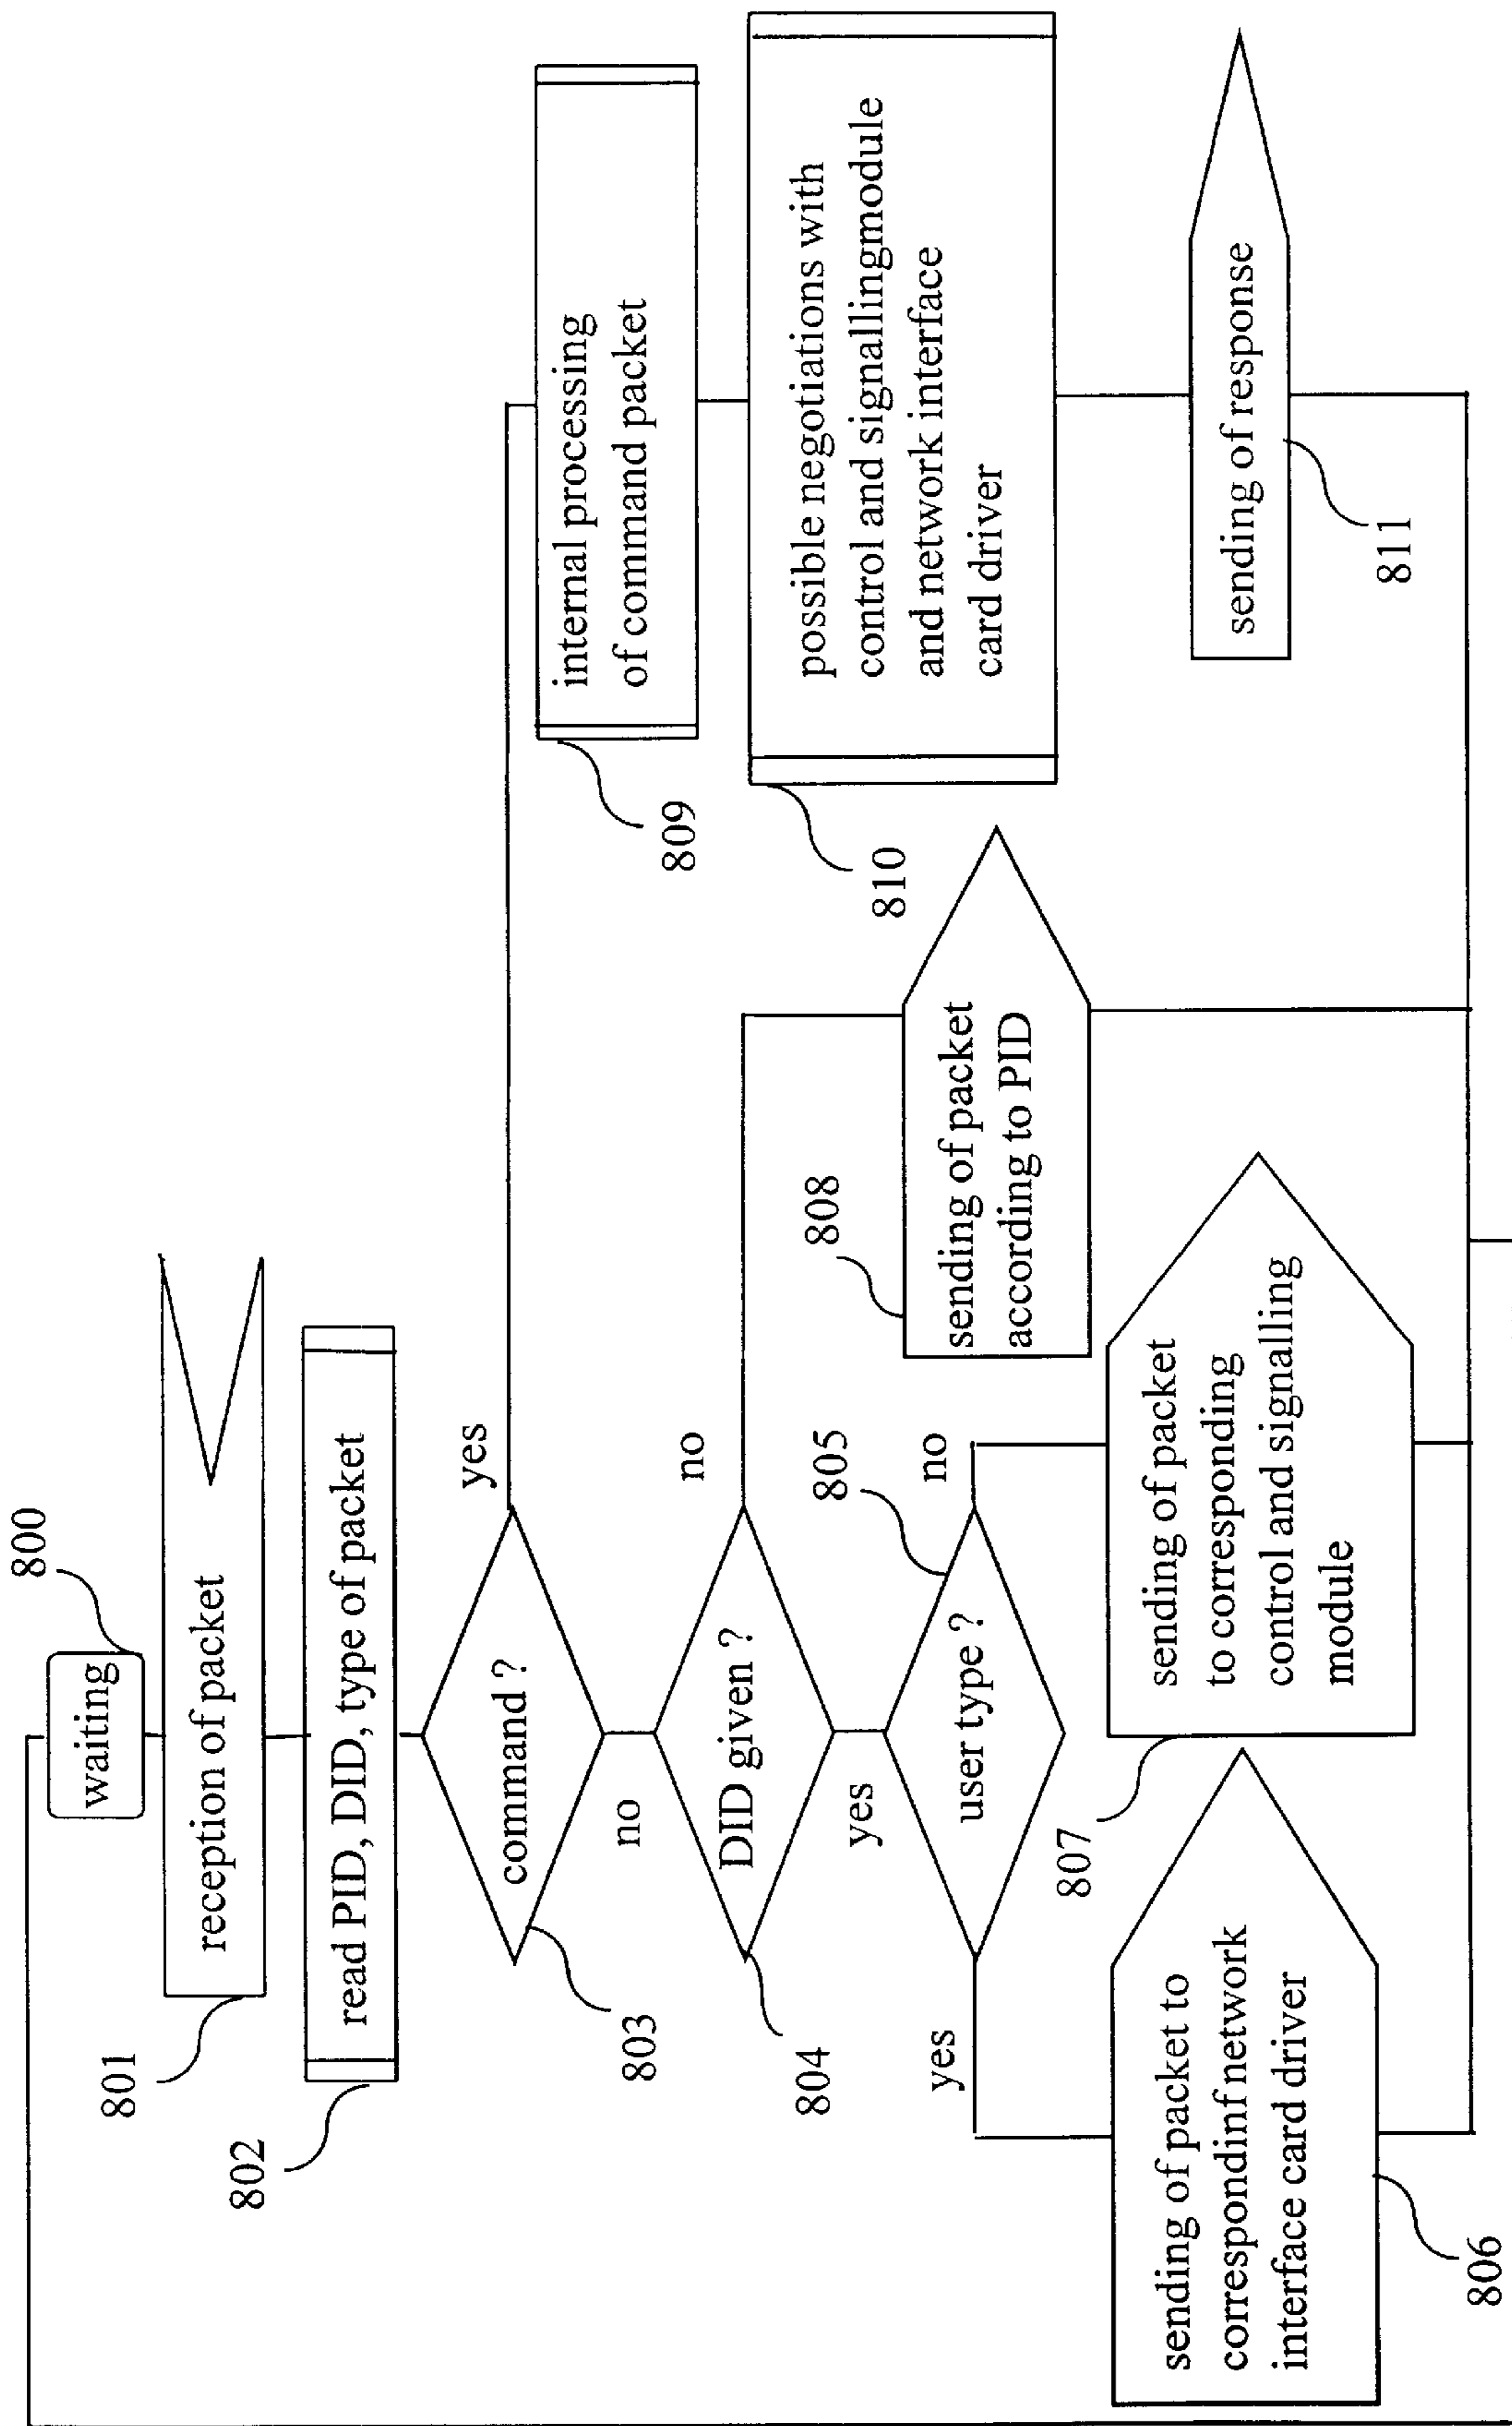 800
waiting
801
reception of packet
802
read PID, DID, type of packet
803
command ?
yes
no
804
DID given ?
no
yes
805
user type ?
yes
no
806
sending of packet to
correspondinf network
interface card driver
807
sending of packet
to corresponding
control and signalling
module
808
sending of packet
according to PID
809
internal processing
of command packet
810
possible negotiations with
control and signallingmodule
and network interface
card driver
sending of response
811